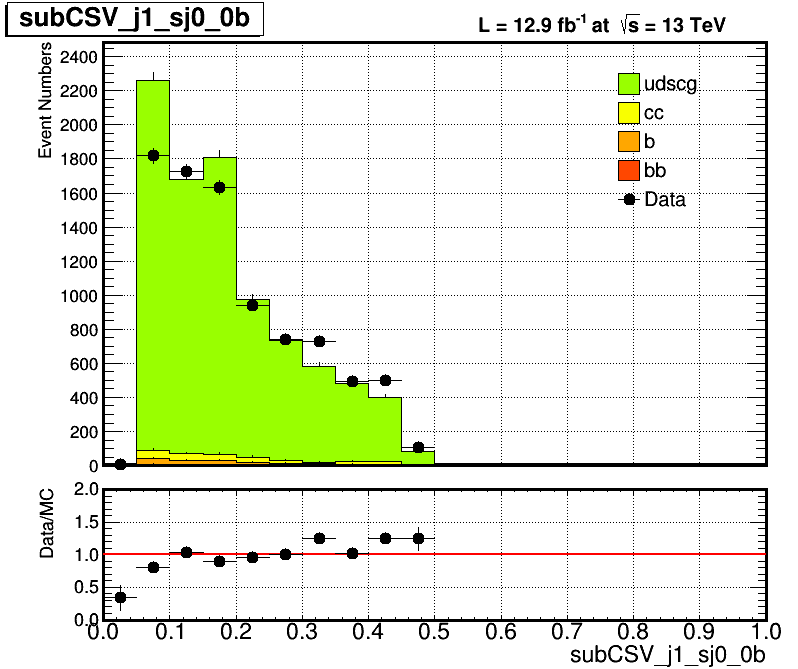 subCSV_j1_sj0_0b
L = 12.9 fb-1 at √s = 13 TeV
Event Numbers
2400
2200
2000
1800
1600
1400
1200
1000
800
600
400
200
0
udscg
cc
b
bb
Data
Data/MC
2.0
1.5
1.0
0.5
0.0
0.0 0.1 0.2 0.3 0.4 0.5 0.6 0.7 0.8 0.9 1.0
subCSV_j1_sj0_0b